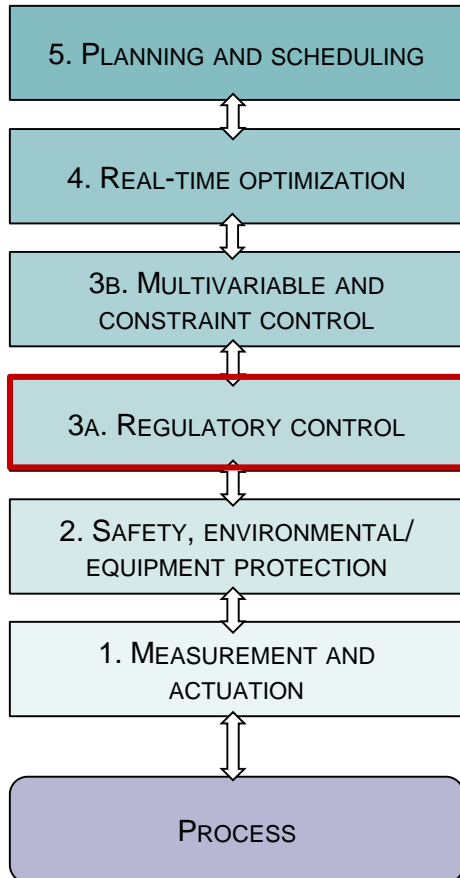 5. PLANNING AND SCHEDULING
4. REAL-TIME OPTIMIZATION
3B. MULTIVARIABLE AND
CONSTRAINT CONTROL
3A. REGULATORY CONTROL
2. SAFETY, ENVIRONMENTAL/
EQUIPMENT PROTECTION
1. MEASUREMENT AND
ACTUATION
PROCESS